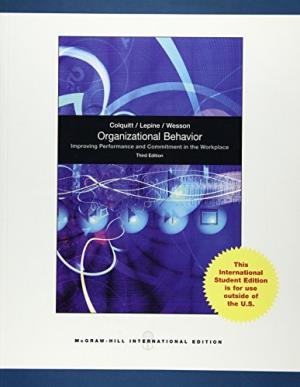 Colquitt / Lepine / Wesson
Organizational Behavior
Improving Performance and Commitment in the Workplace
Third Edition
This
International
Student Edition
is for use
outside of
the U.S.
McGRAW-HILL INTERNATIONAL EDITION